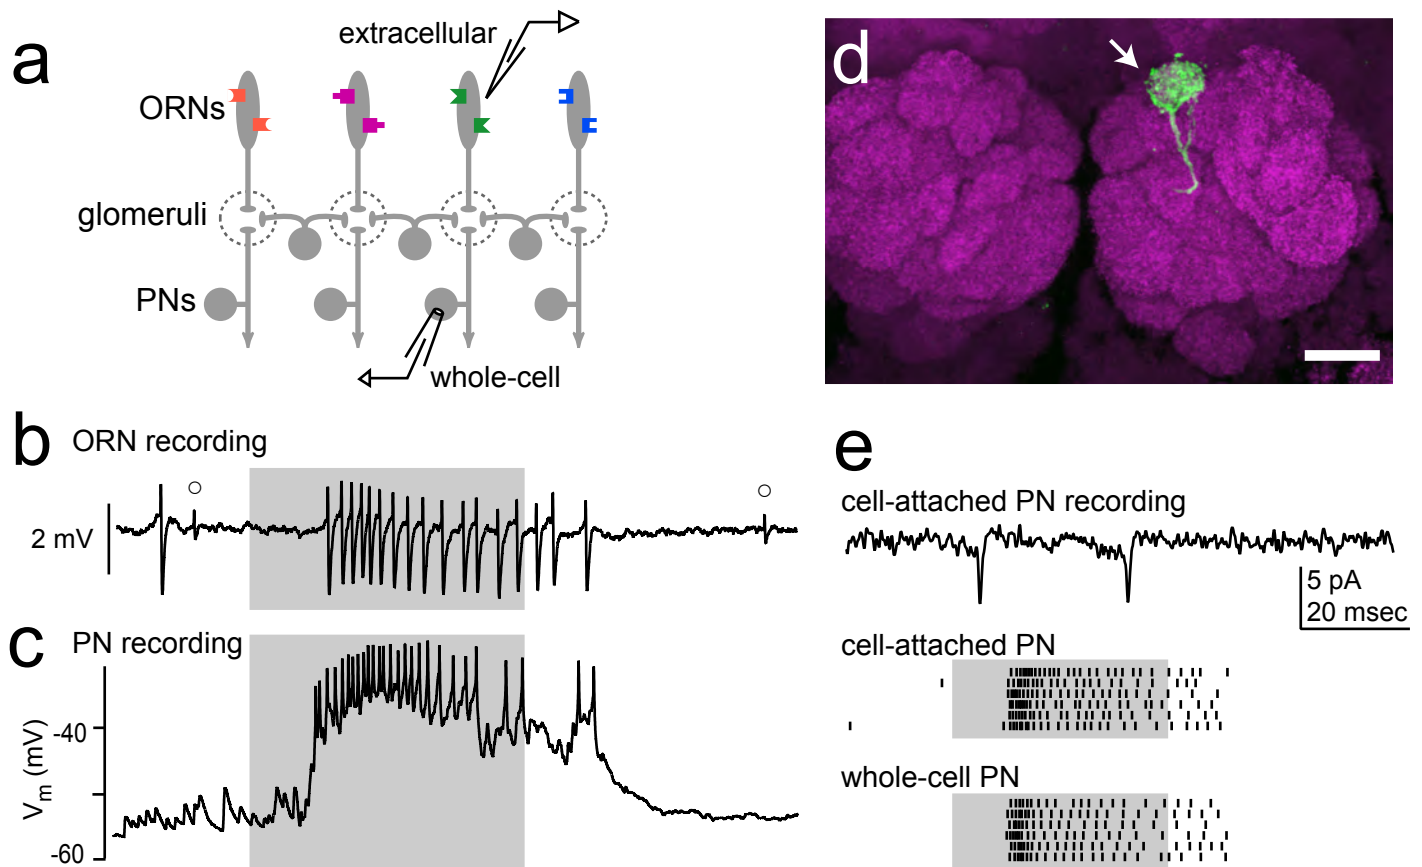 a
extracellular
ORNs
glomeruli
PNs
whole-cell
b ORN recording
2 mV
c PN recording
Vm (mV)
-40
-60
d
e
cell-attached PN recording
5 pA
20 msec
cell-attached PN
whole-cell PN